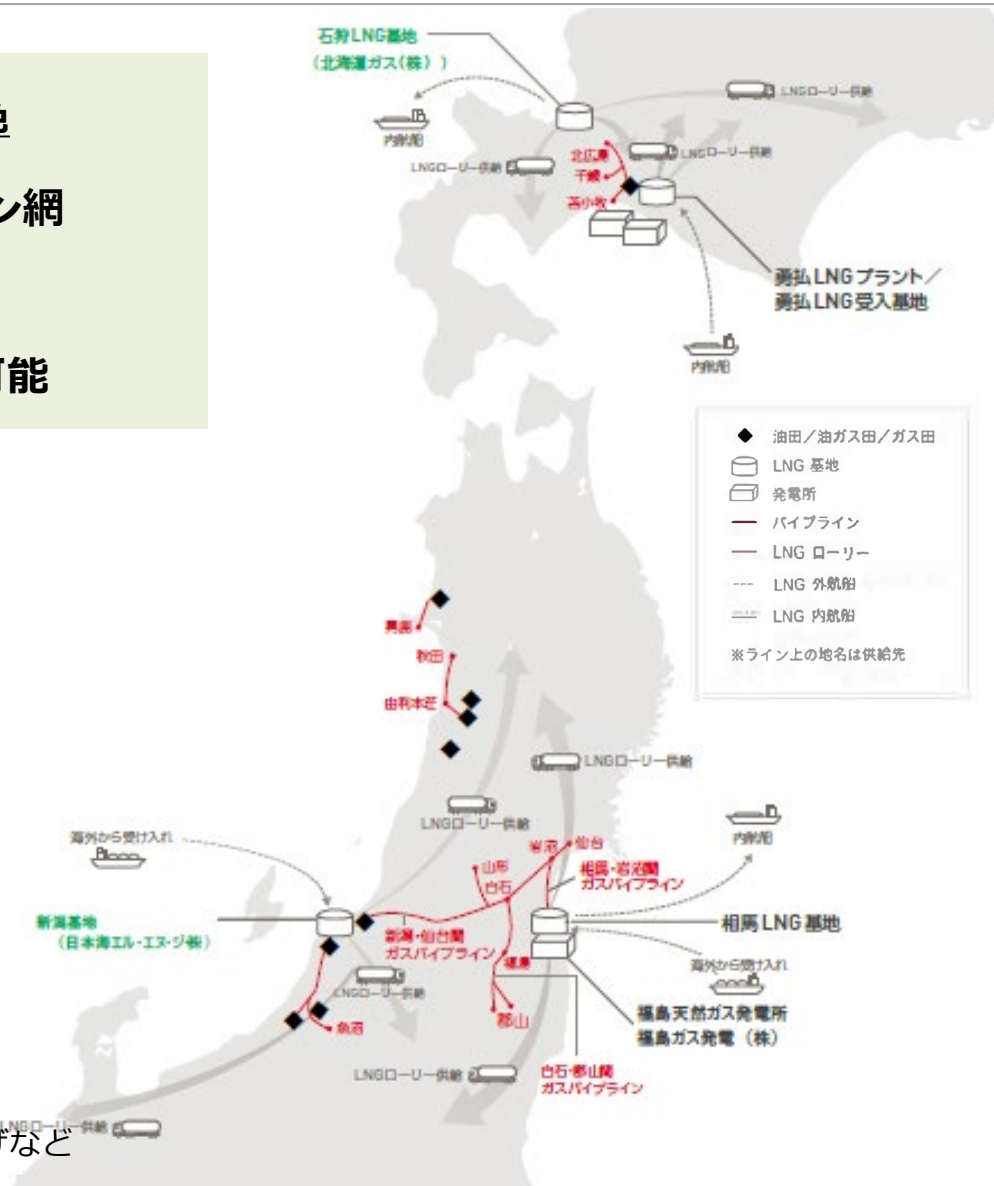 石狩LNG基地
(北海道ガス(株))
LNGローリー供給
内航船
LNGローリー供給
LNGローリー供給
北広島
千歳
苫小牧
ン網
勇払LNGプラント／
勇払LNG受入基地
可能
内航船
油田／油ガス田／ガス田
LNG 基地
発電所
パイプライン
LNG ローリー
LNG 外航船
LNG 内航船
※ライン上の地名は供給先
男鹿
秋田
由利本荘
LNGローリー供給
LNGローリー供給
内航船
海外から受け入れ
岩沼
仙台
山形
白石
相馬・岩沼間
ガスパイプライン
新潟基地
(日本海エル・エヌ・ジー㈱)
新潟・仙台間
ガスパイプライン
相馬LNG基地
福島
海外から受け入れ
LNGローリー供給
魚沼
郡山
福島天然ガス発電所
福島ガス発電（株）
LNGローリー供給
白石・郡山間
ガスパイプライン
LNGローリー供給
など